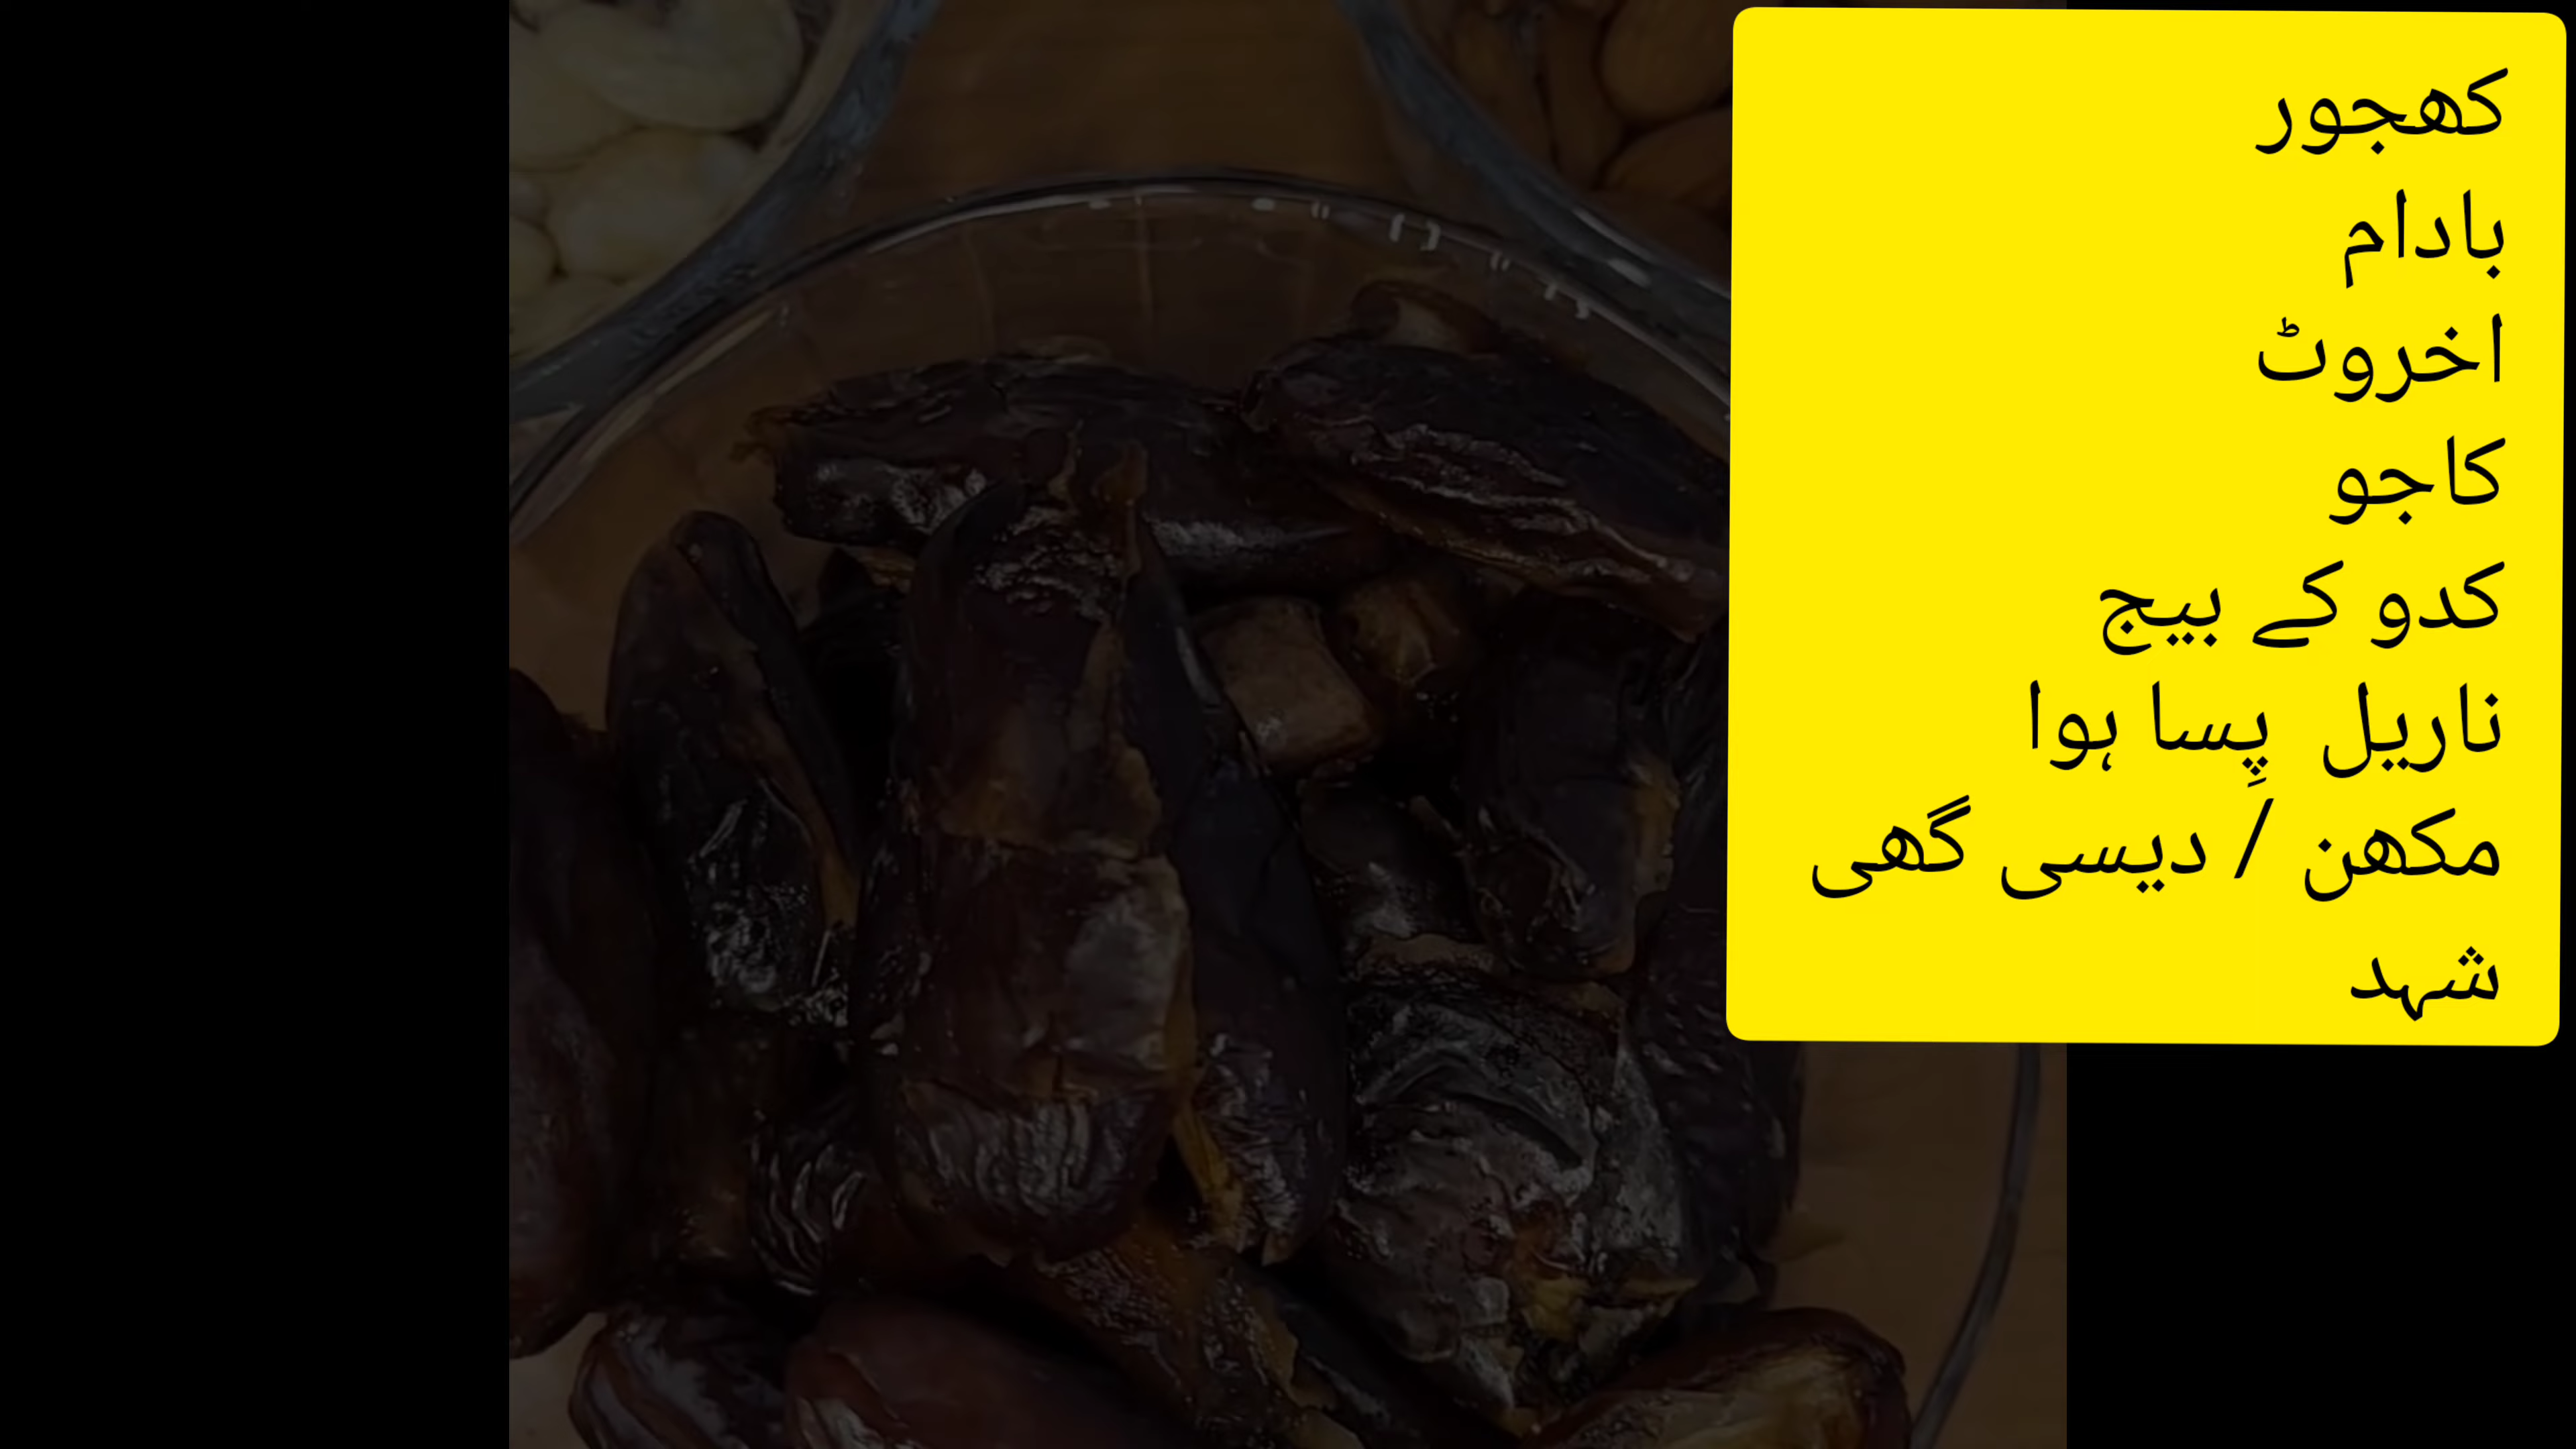 کھجور
بادام
اخروٹ
کاجو
کدو کے بیج
ناریل پِسا ہوا
مکھن / دیسی گھی
شہد